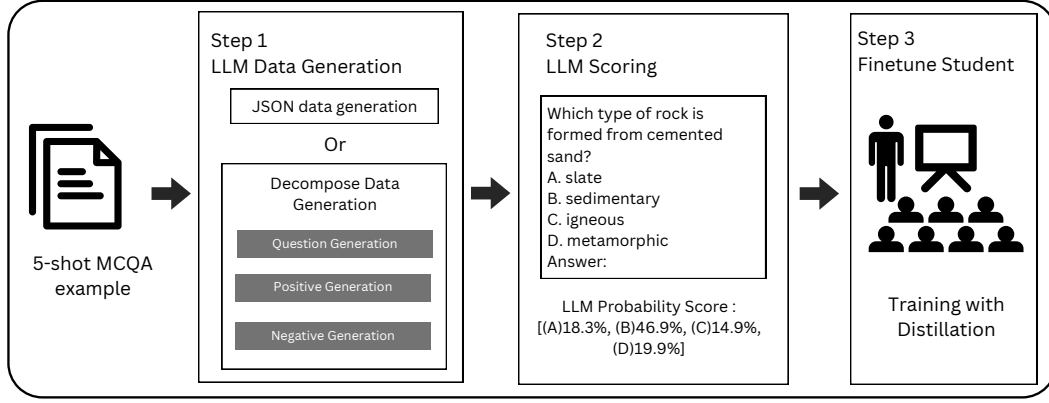 5-shot MCQA
example
Step 1
LLM Data Generation
JSON data generation
Or
Decompose Data
Generation
Question Generation
Positive Generation
Negative Generation
Step 2
LLM Scoring
Which type of rock is
formed from cemented
sand?
A. slate
B. sedimentary
C. igneous
D. metamorphic
Answer:
LLM Probability Score :
[(A)18.3%, (B)46.9%, (C)14.9%,
(D)19.9%]
Step 3
Finetune Student
Training with
Distillation